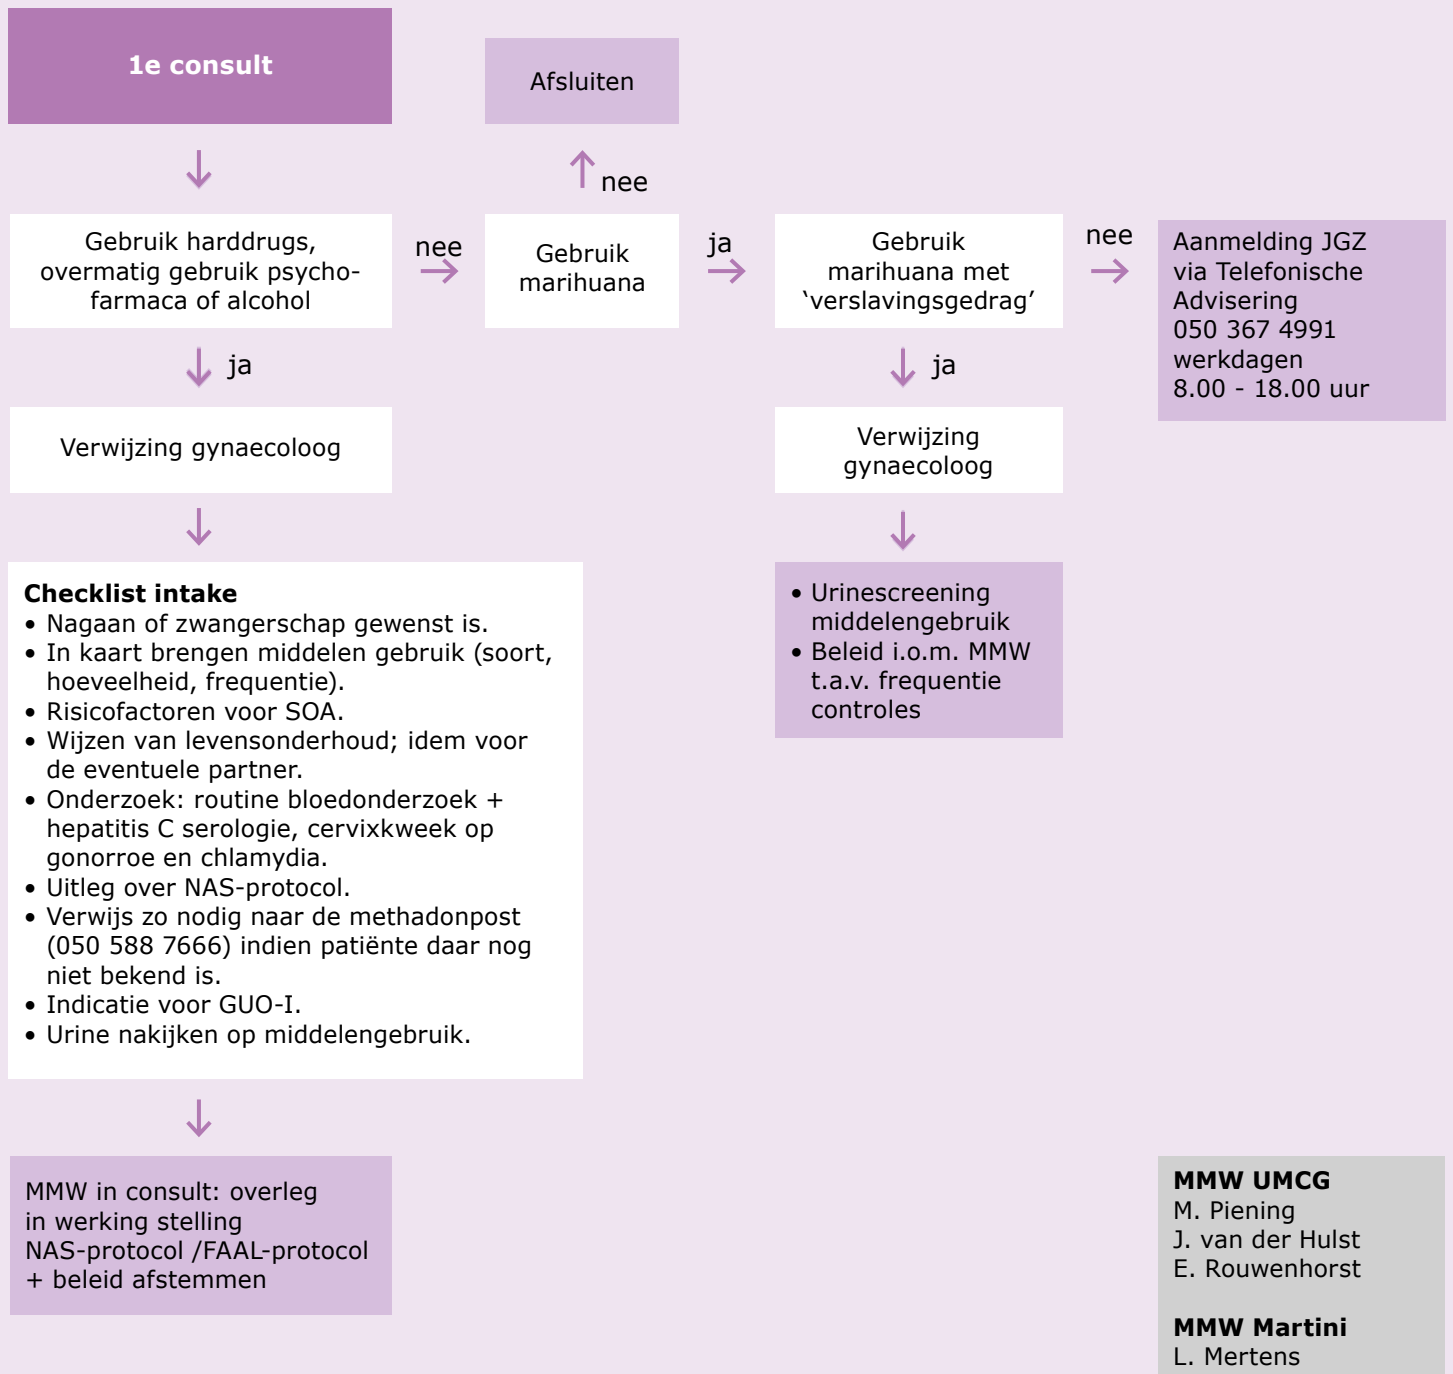 1e consult
Afsluiten
nee
Gebruik harddrugs,
overmatig gebruik psycho-
farmaca of alcohol
nee
Gebruik
marihuana
ja
Gebruik
marihuana met
‘verslavingsgedrag’
nee
Aanmelding JGZ
via Telefonische
Advisering
050 367 4991
werkdagen
8.00 - 18.00 uur
ja
ja
Verwijzing gynaecoloog
Verwijzing
gynaecoloog
Checklist intake
• Nagaan of zwangerschap gewenst is.
• In kaart brengen middelen gebruik (soort,
hoeveelheid, frequentie).
• Risicofactoren voor SOA.
• Wijzen van levensonderhoud; idem voor
de eventuele partner.
• Onderzoek: routine bloedonderzoek +
hepatitis C serologie, cervixkweek op
gonorroe en chlamydia.
• Uitleg over NAS-protocol.
• Verwijs zo nodig naar de methadonpost
(050 588 7666) indien patiënte daar nog
niet bekend is.
• Indicatie voor GUO-I.
• Urine nakijken op middelengebruik.
• Urinescreening
middelengebruik
• Beleid i.o.m. MMW
t.a.v. frequentie
controles
MMW in consult: overleg
in werking stelling
NAS-protocol /FAAL-protocol
+ beleid afstemmen
MMW UMCG
M. Piening
J. van der Hulst
E. Rouwenhorst
MMW Martini
L. Mertens